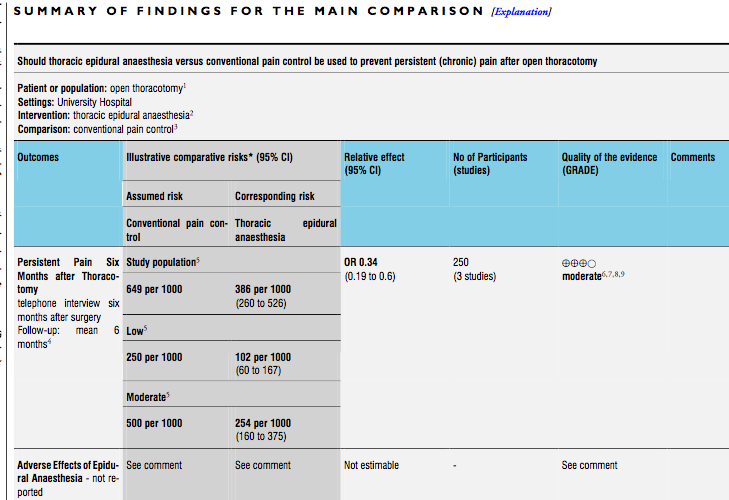 SUMMARY OF FINDINGS FOR THE MAIN COMPARISON [Explanation]
Should thoracic epidural anaesthesia versus conventional pain control be used to prevent persistent (chronic) pain after open thoracotomy
Patient or population: open thoracotomy1
Settings: University Hospital
Intervention: thoracic epidural anaesthesia2
Comparison: conventional pain control3
Outcomes
Illustrative comparative risks* (95% CI)
Relative effect
(95% CI)
No of Participants
(studies)
Quality of the evidence
(GRADE)
Comments
Assumed risk
Corresponding risk
Conventional pain con-
trol
Thoracic epidural
anaesthesia
Persistent Pain Six
Months after Thoraco-
tomy
telephone interview six
months after surgery
Follow-up: mean 6
months4
Study population5
OR 0.34
(0.19 to 0.6)
250
(3 studies)
⊕⊕⊕○
moderate6,7,8,9
649 per 1000
386 per 1000
(260 to 526)
Low5
250 per 1000
102 per 1000
(60 to 167)
Moderate5
500 per 1000
254 per 1000
(160 to 375)
Adverse Effects of Epidu-
ral Anaesthesia - not re-
ported
See comment
See comment
Not estimable
-
See comment